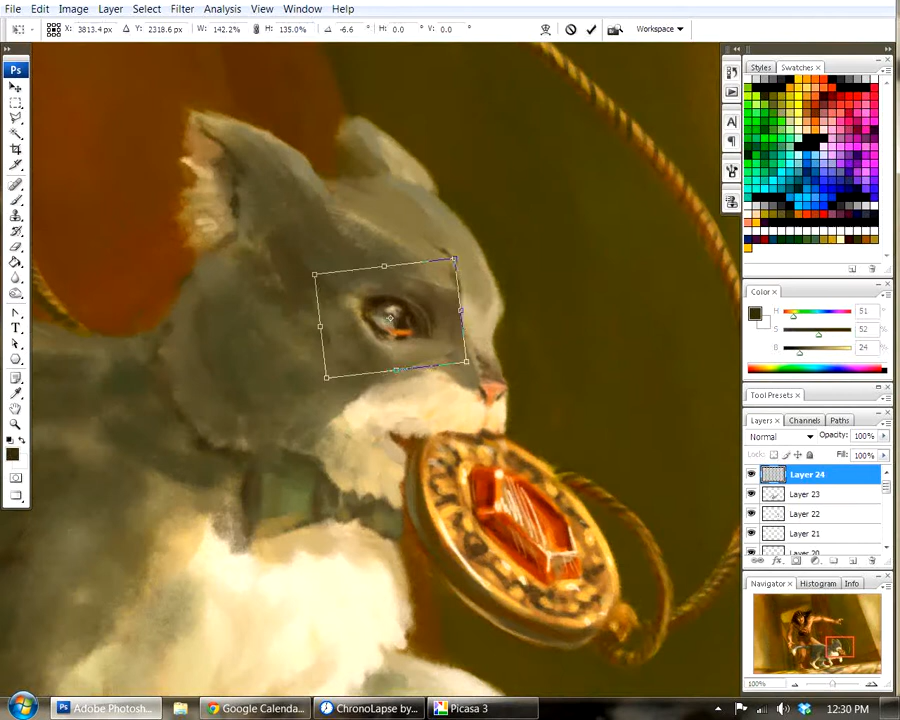 File Edit Image Layer Select Filter Analysis View Window Help
X: 3813.4 px Y: 2318.6 px W: 142.2% H: 135.0% -6.6 ° H: 0.0 ° V: 0.0 ° Workspace
Ps
Styles Swatches ×
Color ×
H 51 °
S 52 %
B 24 %
Tool Presets ×
Layers × Channels Paths
Normal Opacity: 100%
Lock: Fill: 100%
Layer 24
Layer 23
Layer 22
Layer 21
Layer 20
Navigator × Histogram Info
100%
Ps Adobe Photosh... Google Calenda... ChronoLapse by... Picasa 3 12:30 PM